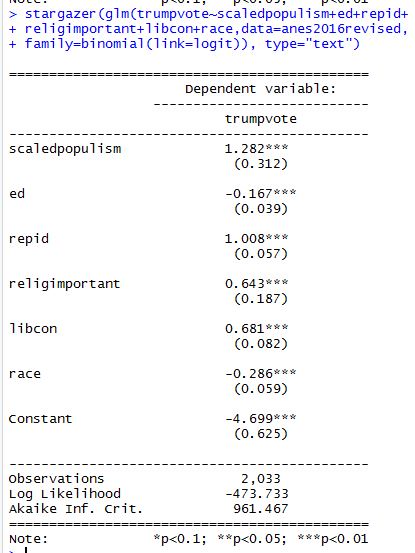 Note: *p<0.1; **p<0.05; ***p<0.01
> stargazer(glm(trumpvote~scaledpopulism+ed+repid+
+ religimportant+libcon+race,data=anes2016revised,
+ family=binomial(link=logit)), type="text")
================================================
Dependent variable:
---------------------------
trumpvote
------------------------------------------------
scaledpopulism 1.282***
(0.312)
ed -0.167***
(0.039)
repid 1.008***
(0.057)
religimportant 0.643***
(0.187)
libcon 0.681***
(0.082)
race -0.286***
(0.059)
Constant -4.699***
(0.625)
------------------------------------------------
Observations 2,033
Log Likelihood -473.733
Akaike Inf. Crit. 961.467
================================================
Note: *p<0.1; **p<0.05; ***p<0.01
>